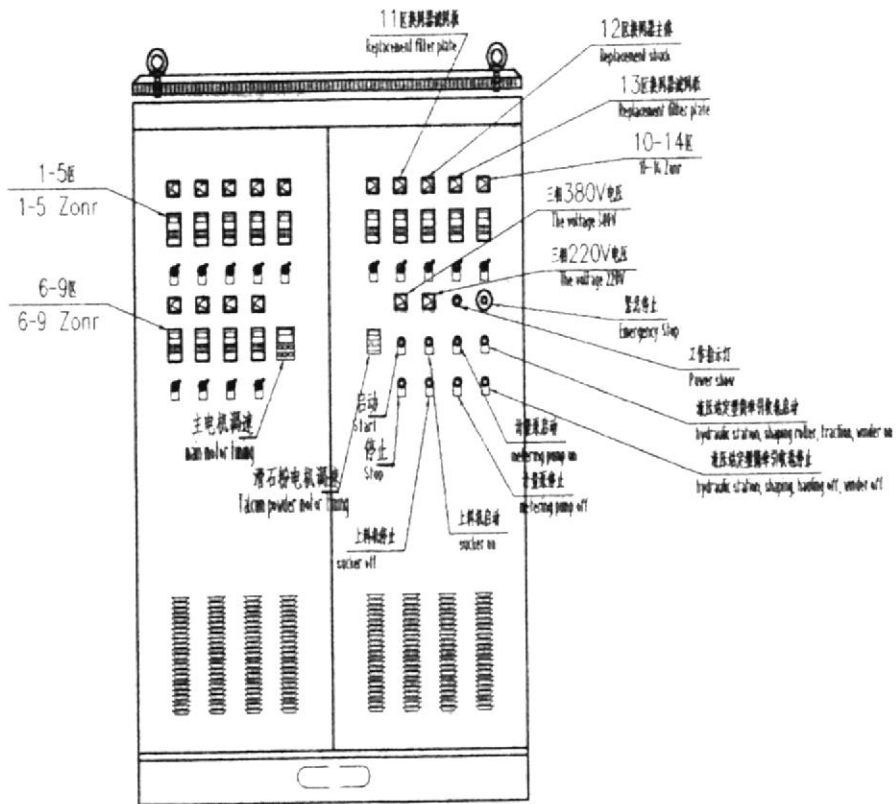 11区换网器滤网板
Replacement filter plate
12区换网器主体
Replacement shuck
13区换网器滤网板
Replacement filter plate
10-14区
10-14 Zonr
1-5区
1-5 Zonr
三相380V电压
The voltage 380V
三相220V电压
The voltage 220V
6-9区
6-9 Zonr
紧急停止
Emergency Stop
工作指示灯
Power show
主电机调速
main motor tuning
启动
Start
停止
Stop
滑石粉电机调速
Talcum powder motor tuning
液压站定型辊牵引收卷启动
hydraulic station, shaping roller, traction, winder on
液压站定型辊牵引收卷停止
hydraulic station, shaping, hauling off, winder off
计量泵启动
metering pump on
计量泵停止
metering pump off
上料机启动
sucker on
上料机停止
sucker off